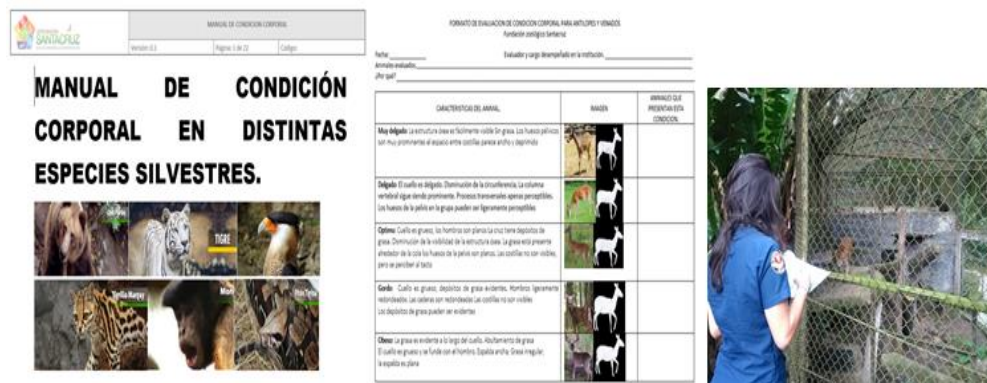 SANTACRUZ
MANUAL DE CONDICIÓN CORPORAL
Versión: 0.1
Página: 1 de 22
Código:
MANUAL DE CONDICIÓN
CORPORAL EN DISTINTAS
ESPECIES SILVESTRES.
TIGRE
Tigrillo Margay
FORMATO DE EVALUACION DE CONDICION CORPORAL PARA ANTILOPES Y VENADOS
Fundación zoológico Santacruz
Fecha:
Evaluador y cargo desempeñado en la institución:
Animales evaluados
¿Por qué?
CARACTERISTICAS DEL ANIMAL.
IMAGEN
ANIMALES QUE
PRESENTAN ESTA
CONDICION.
Muy delgado: La estructura ósea es fácilmente visible Sin grasa. Los huesos pélvicos
son muy prominentes el espacio entre costillas parece ancho y deprimido
Delgado: El cuello es delgado. Disminución de la circunferencia. La columna
vertebral sigue siendo prominente. Procesos transversales apenas perceptibles.
Los huesos de la pelvis en la grupa pueden ser ligeramente perceptibles
Optimo: Cuello es grueso, los hombros son planos La cruz tiene depósitos de
grasa. Disminución de la visibilidad de la estructura ósea. La grasa está presente
alrededor de la cola los huesos de la pelvis son planos. Las costillas no son visibles,
pero se perciben al tacto
Gordo: Cuello es grueso, depósitos de grasa evidentes. Hombros ligeramente
redondeados. Las caderas son redondeadas Las costillas no son visibles
Los depósitos de grasa pueden ser evidentes
Obeso: La grasa es evidente a lo largo del cuello. Abultamiento de grasa
El cuello es grueso y se funde con el hombro. Espalda ancha. Grasa irregular,
la espalda es plana